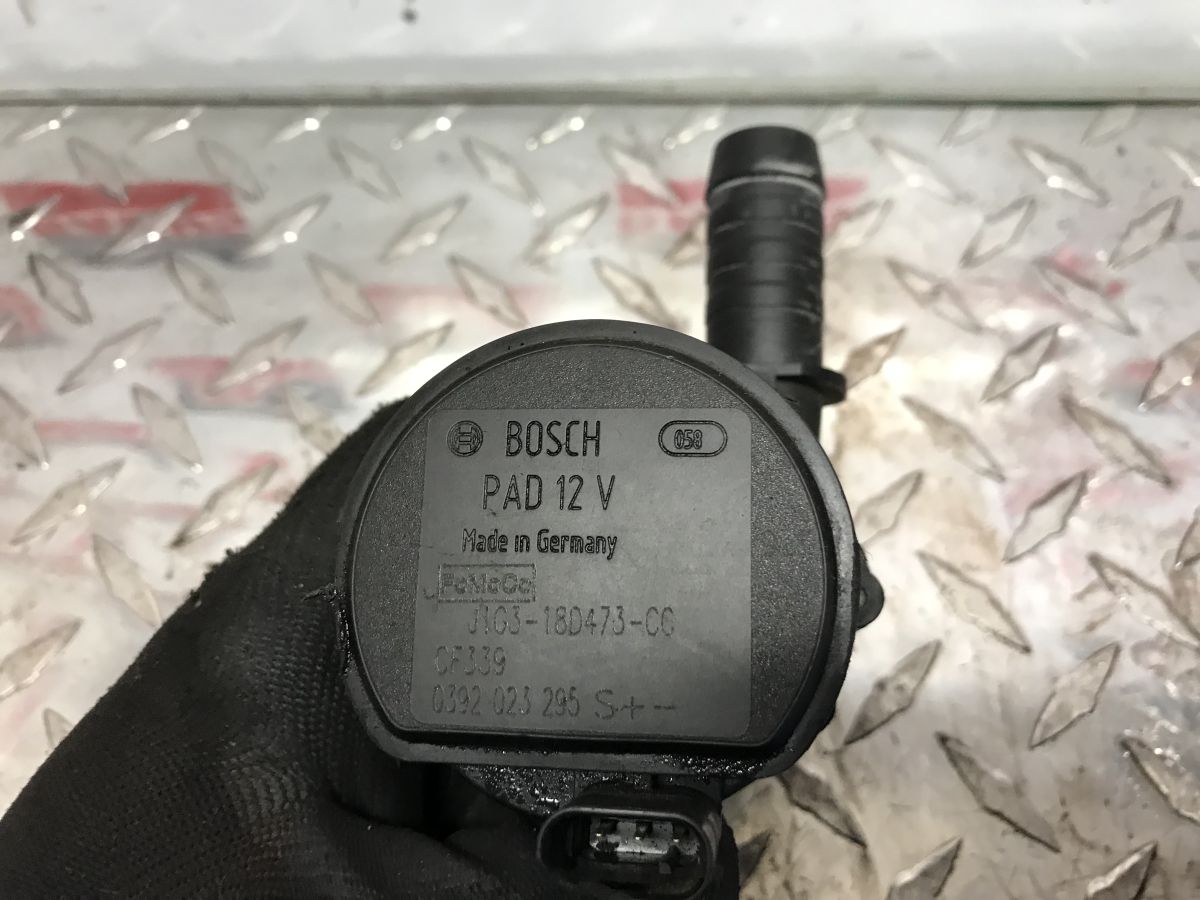 BOSCH 058
PAD 12 V
Made in Germany
FoMoCo
J1G3-18D473-CC
CF339
0392 023 295 S+-